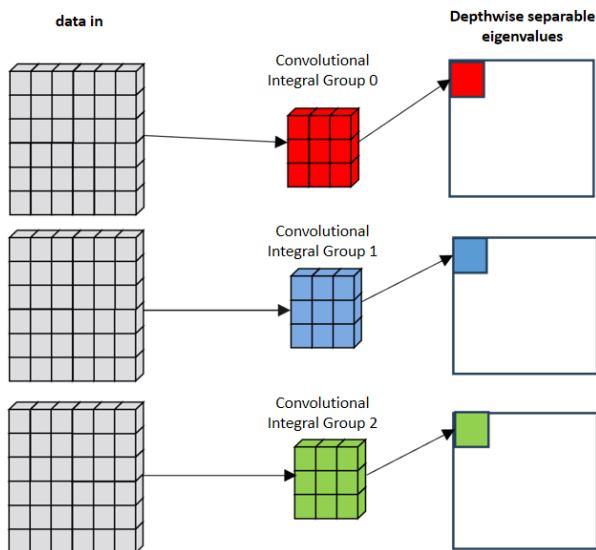 data in
Depthwise separable
eigenvalues
Convolutional
Integral Group 0
Convolutional
Integral Group 1
Convolutional
Integral Group 2